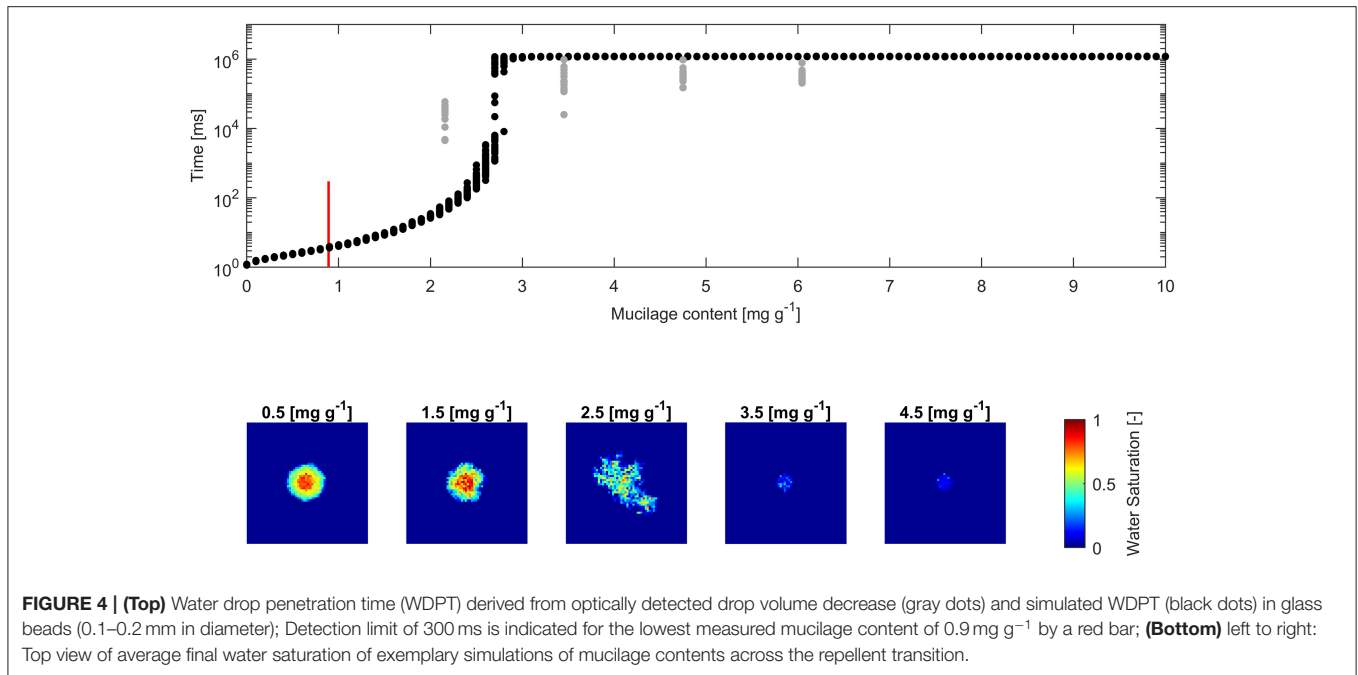 10^6
10^4
10^2
10^0
Time [ms]
0 1 2 3 4 5 6 7 8 9 10
Mucilage content [mg g^-1]
0.5 [mg g^-1] 1.5 [mg g^-1] 2.5 [mg g^-1] 3.5 [mg g^-1] 4.5 [mg g^-1]
1
0.5
0
Water Saturation [-]
FIGURE 4 | (Top) Water drop penetration time (WDPT) derived from optically detected drop volume decrease (gray dots) and simulated WDPT (black dots) in glass
beads (0.1–0.2 mm in diameter); Detection limit of 300 ms is indicated for the lowest measured mucilage content of 0.9 mg g−1 by a red bar; (Bottom) left to right:
Top view of average final water saturation of exemplary simulations of mucilage contents across the repellent transition.